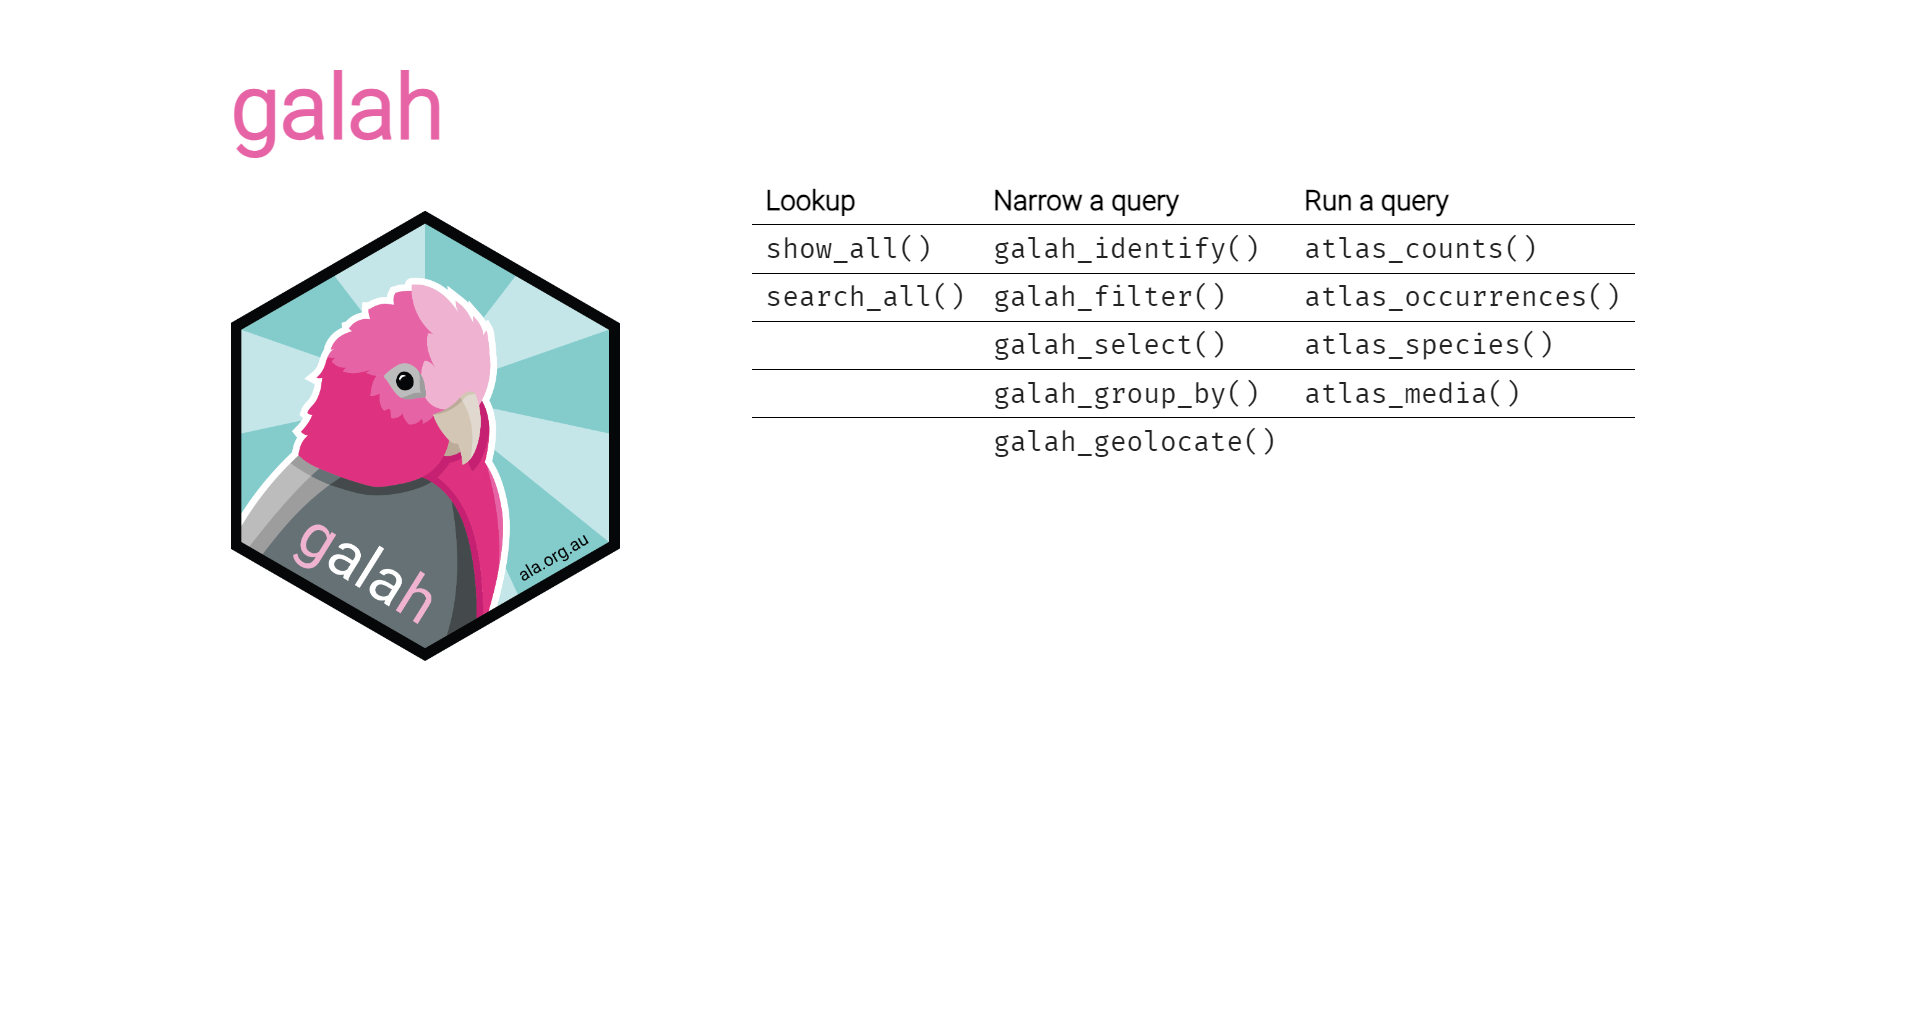 galah
galah
ala.org.au
Lookup Narrow a query Run a query
show_all() galah_identify() atlas_counts()
search_all() galah_filter() atlas_occurrences()
galah_select() atlas_species()
galah_group_by() atlas_media()
galah_geolocate()